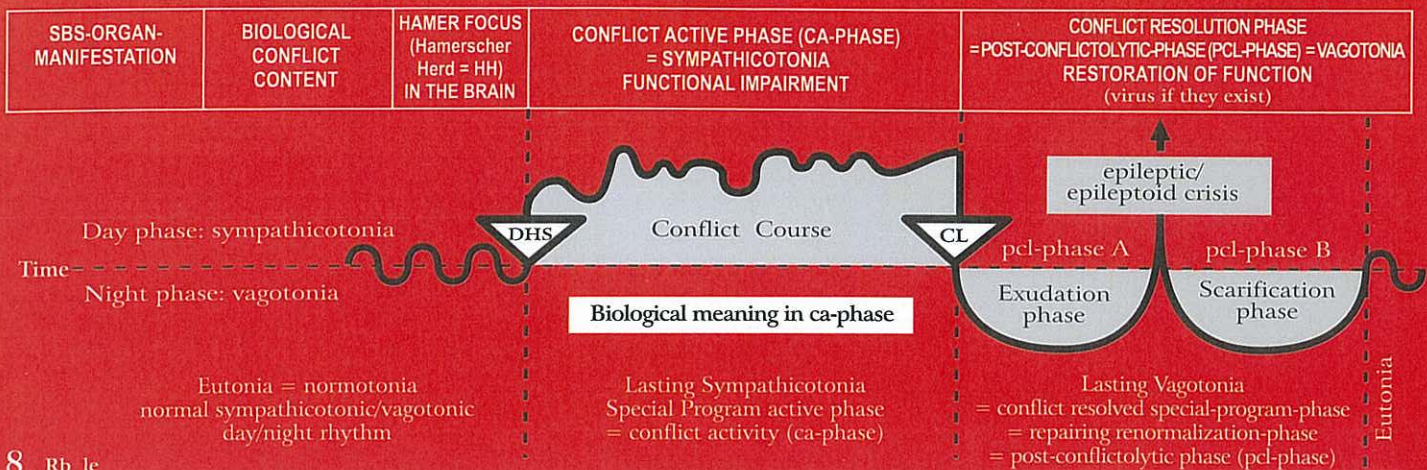 SBS-ORGAN-
MANIFESTATION
BIOLOGICAL
CONFLICT
CONTENT
HAMER FOCUS
(Hamerscher
Herd = HH)
IN THE BRAIN
CONFLICT ACTIVE PHASE (CA-PHASE)
= SYMPATHICOTONIA
FUNCTIONAL IMPAIRMENT
CONFLICT RESOLUTION PHASE
=POST-CONFLICTOLYTIC-PHASE (PCL-PHASE) = VAGOTONIA
RESTORATION OF FUNCTION
(virus if they exist)
epileptic/
epileptoid crisis
Day phase: sympathicotonia
DHS
Conflict Course
CL
pcl-phase A
pcl-phase B
Time
Night phase: vagotonia
Exudation
phase
Scarification
phase
Biological meaning in ca-phase
Eutonia = normotonia
normal sympathicotonic/vagotonic
day/night rhythm
Lasting Sympathicotonia
Special Program active phase
= conflict activity (ca-phase)
Lasting Vagotonia
= conflict resolved special-program-phase
= repairing renormalization-phase
= post-conflictolytic phase (pcl-phase)
Eutonia
8 Rb le